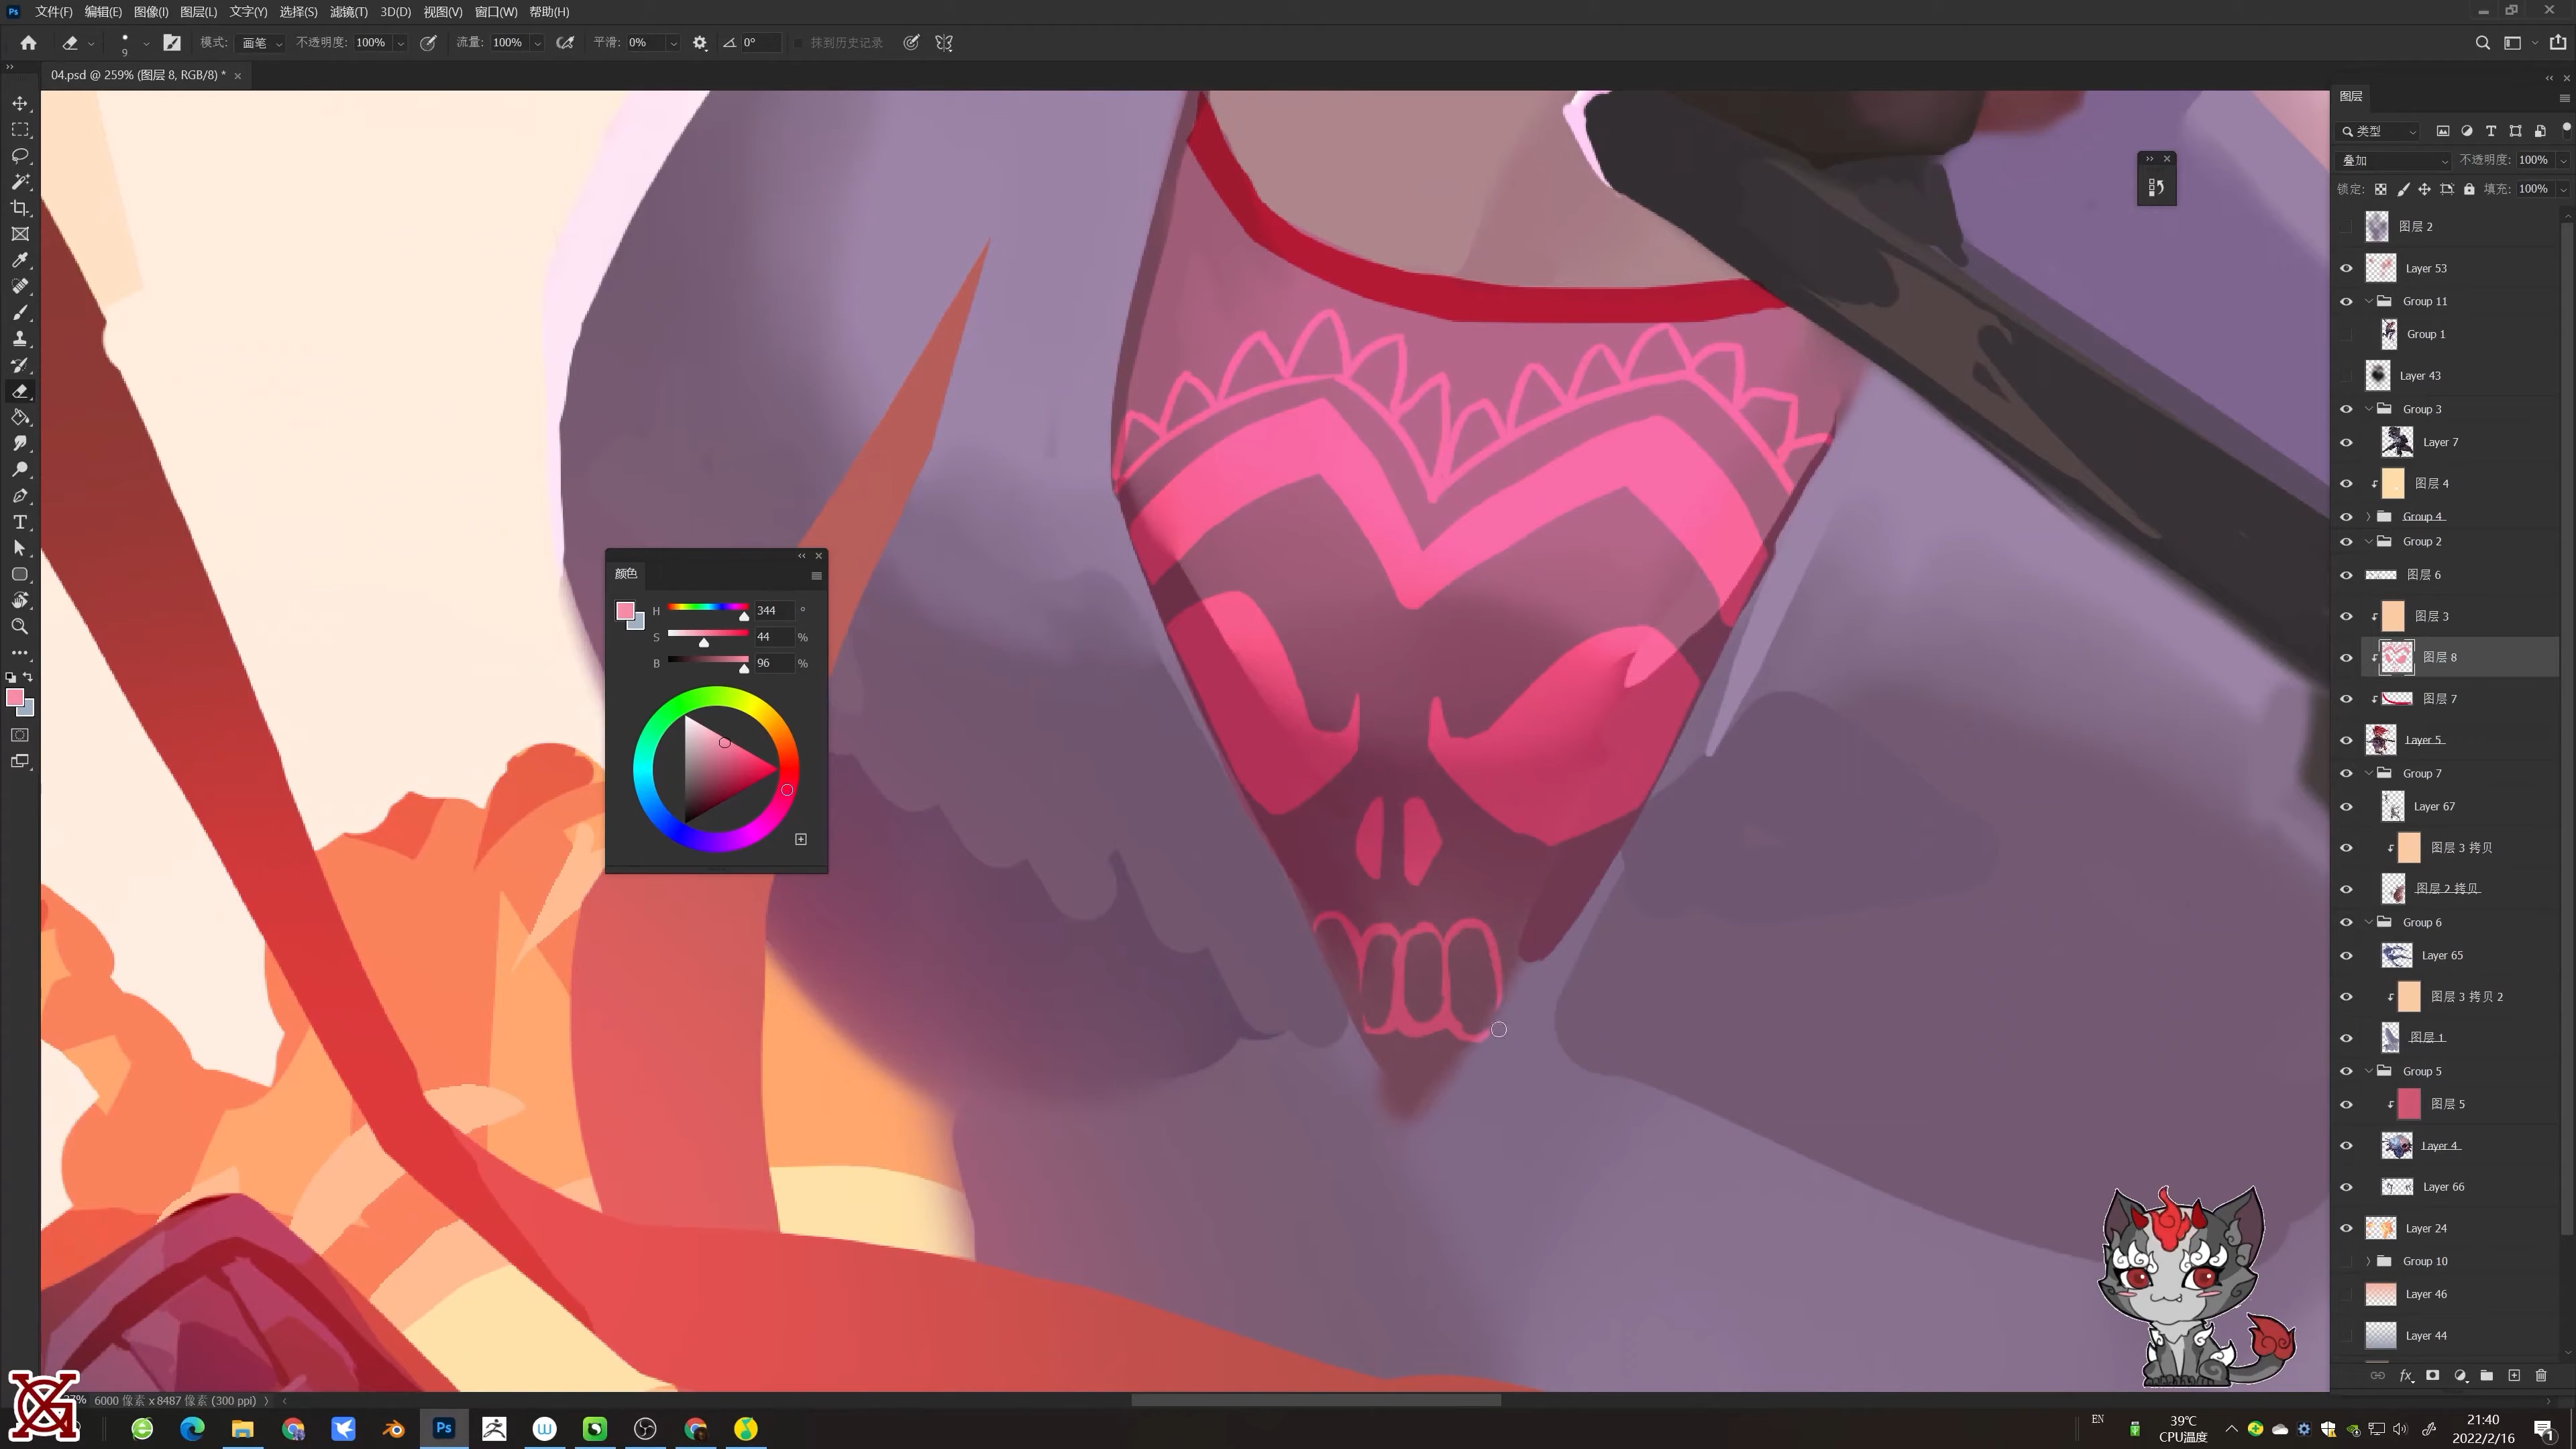 Ps 文件(F) 编辑(E) 图像(I) 图层(L) 文字(Y) 选择(S) 滤镜(T) 3D(D) 视图(V) 窗口(W) 帮助(H)
9 模式: 画笔 不透明度: 100% 流量: 100% 平滑: 0% 0° 抹到历史记录
04.psd @ 259% (图层 8, RGB/8) *
图层
类型
叠加 不透明度: 100%
锁定: 填充: 100%
图层 2
Layer 53
Group 11
Group 1
Layer 43
Group 3
Layer 7
图层 4
Group 4
Group 2
图层 6
图层 3
图层 8
图层 7
Layer 5
Group 7
Layer 67
图层 3 拷贝
图层 2 拷贝
Group 6
Layer 65
图层 3 拷贝 2
图层 1
Group 5
图层 5
Layer 4
Layer 66
Layer 24
Group 10
Layer 46
Layer 44
fx
颜色
H 344 °
S 44 %
B 96 %
6000 像素 x 8487 像素 (300 ppi)
Ps
EN
39℃
CPU温度
21:40
2022/2/16
1